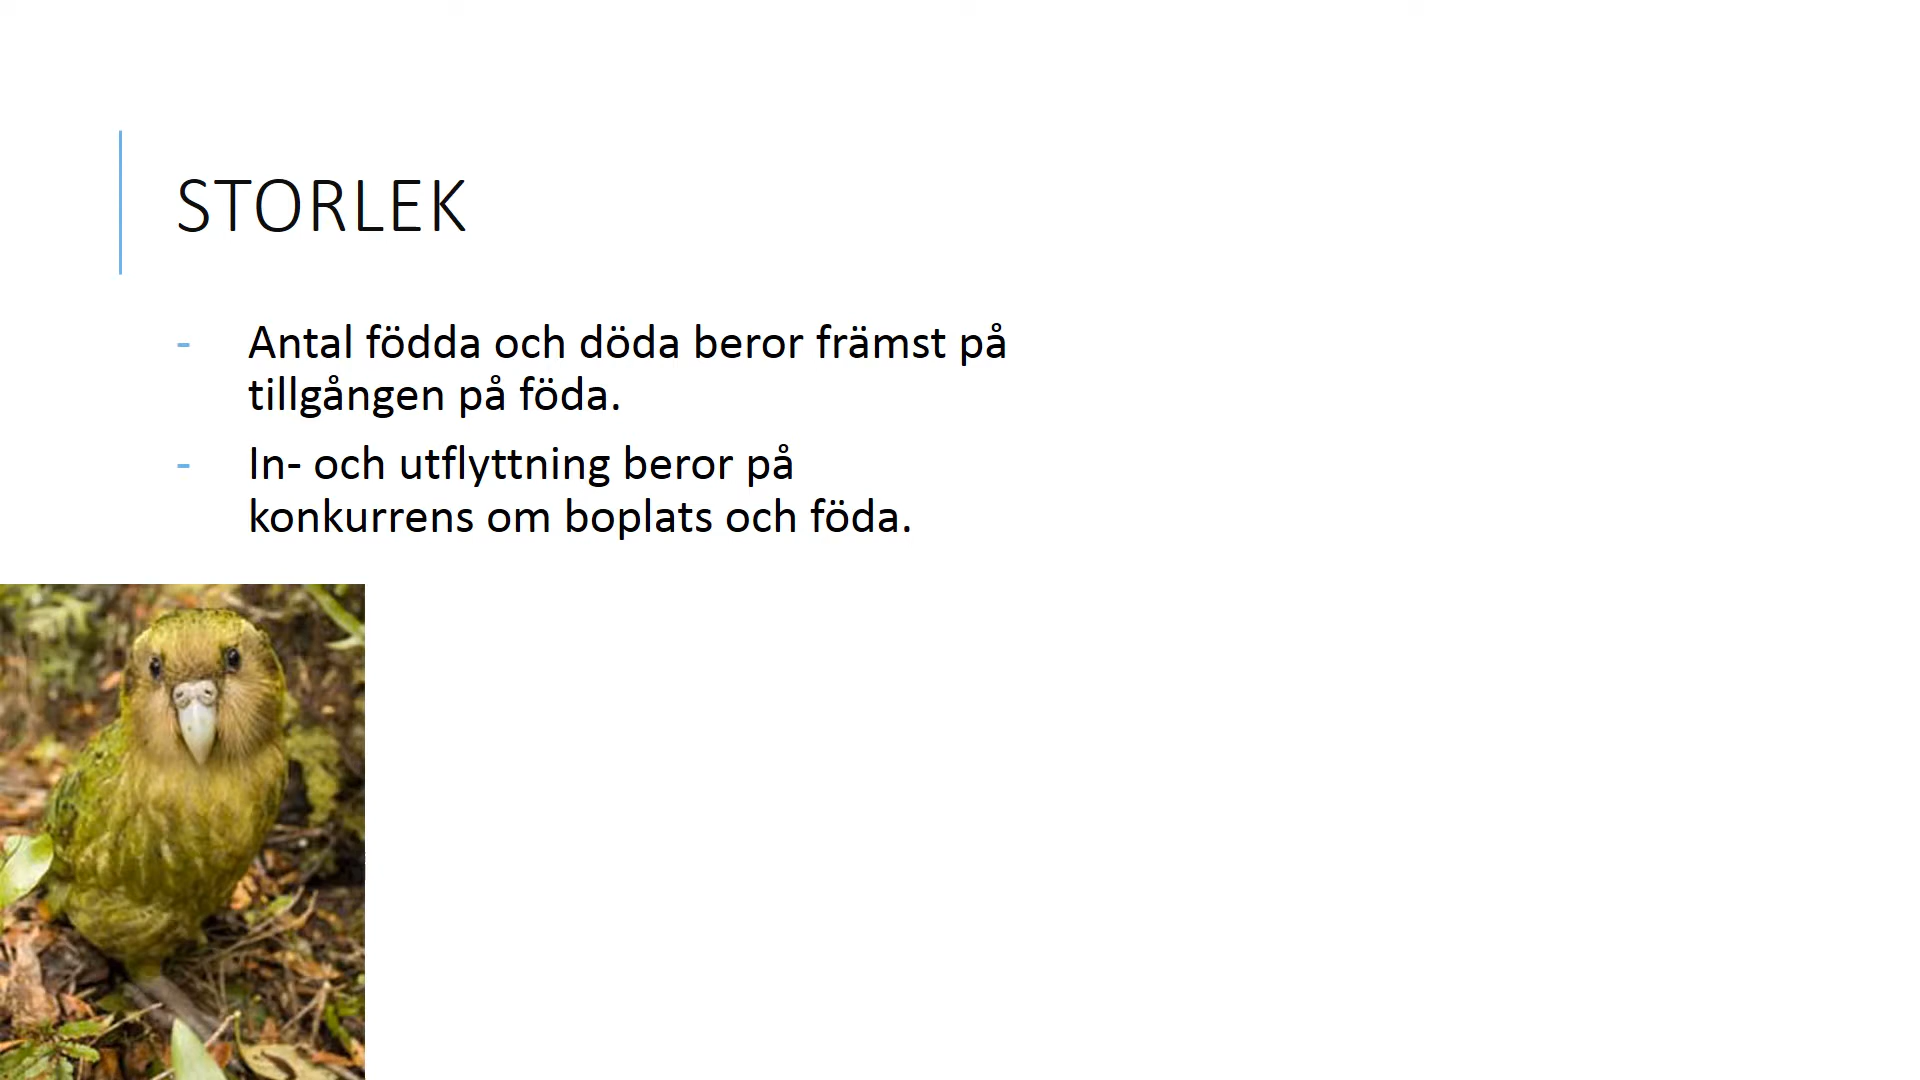 STORLEK
- Antal födda och döda beror främst på
tillgången på föda.
- In- och utflyttning beror på
konkurrens om boplats och föda.